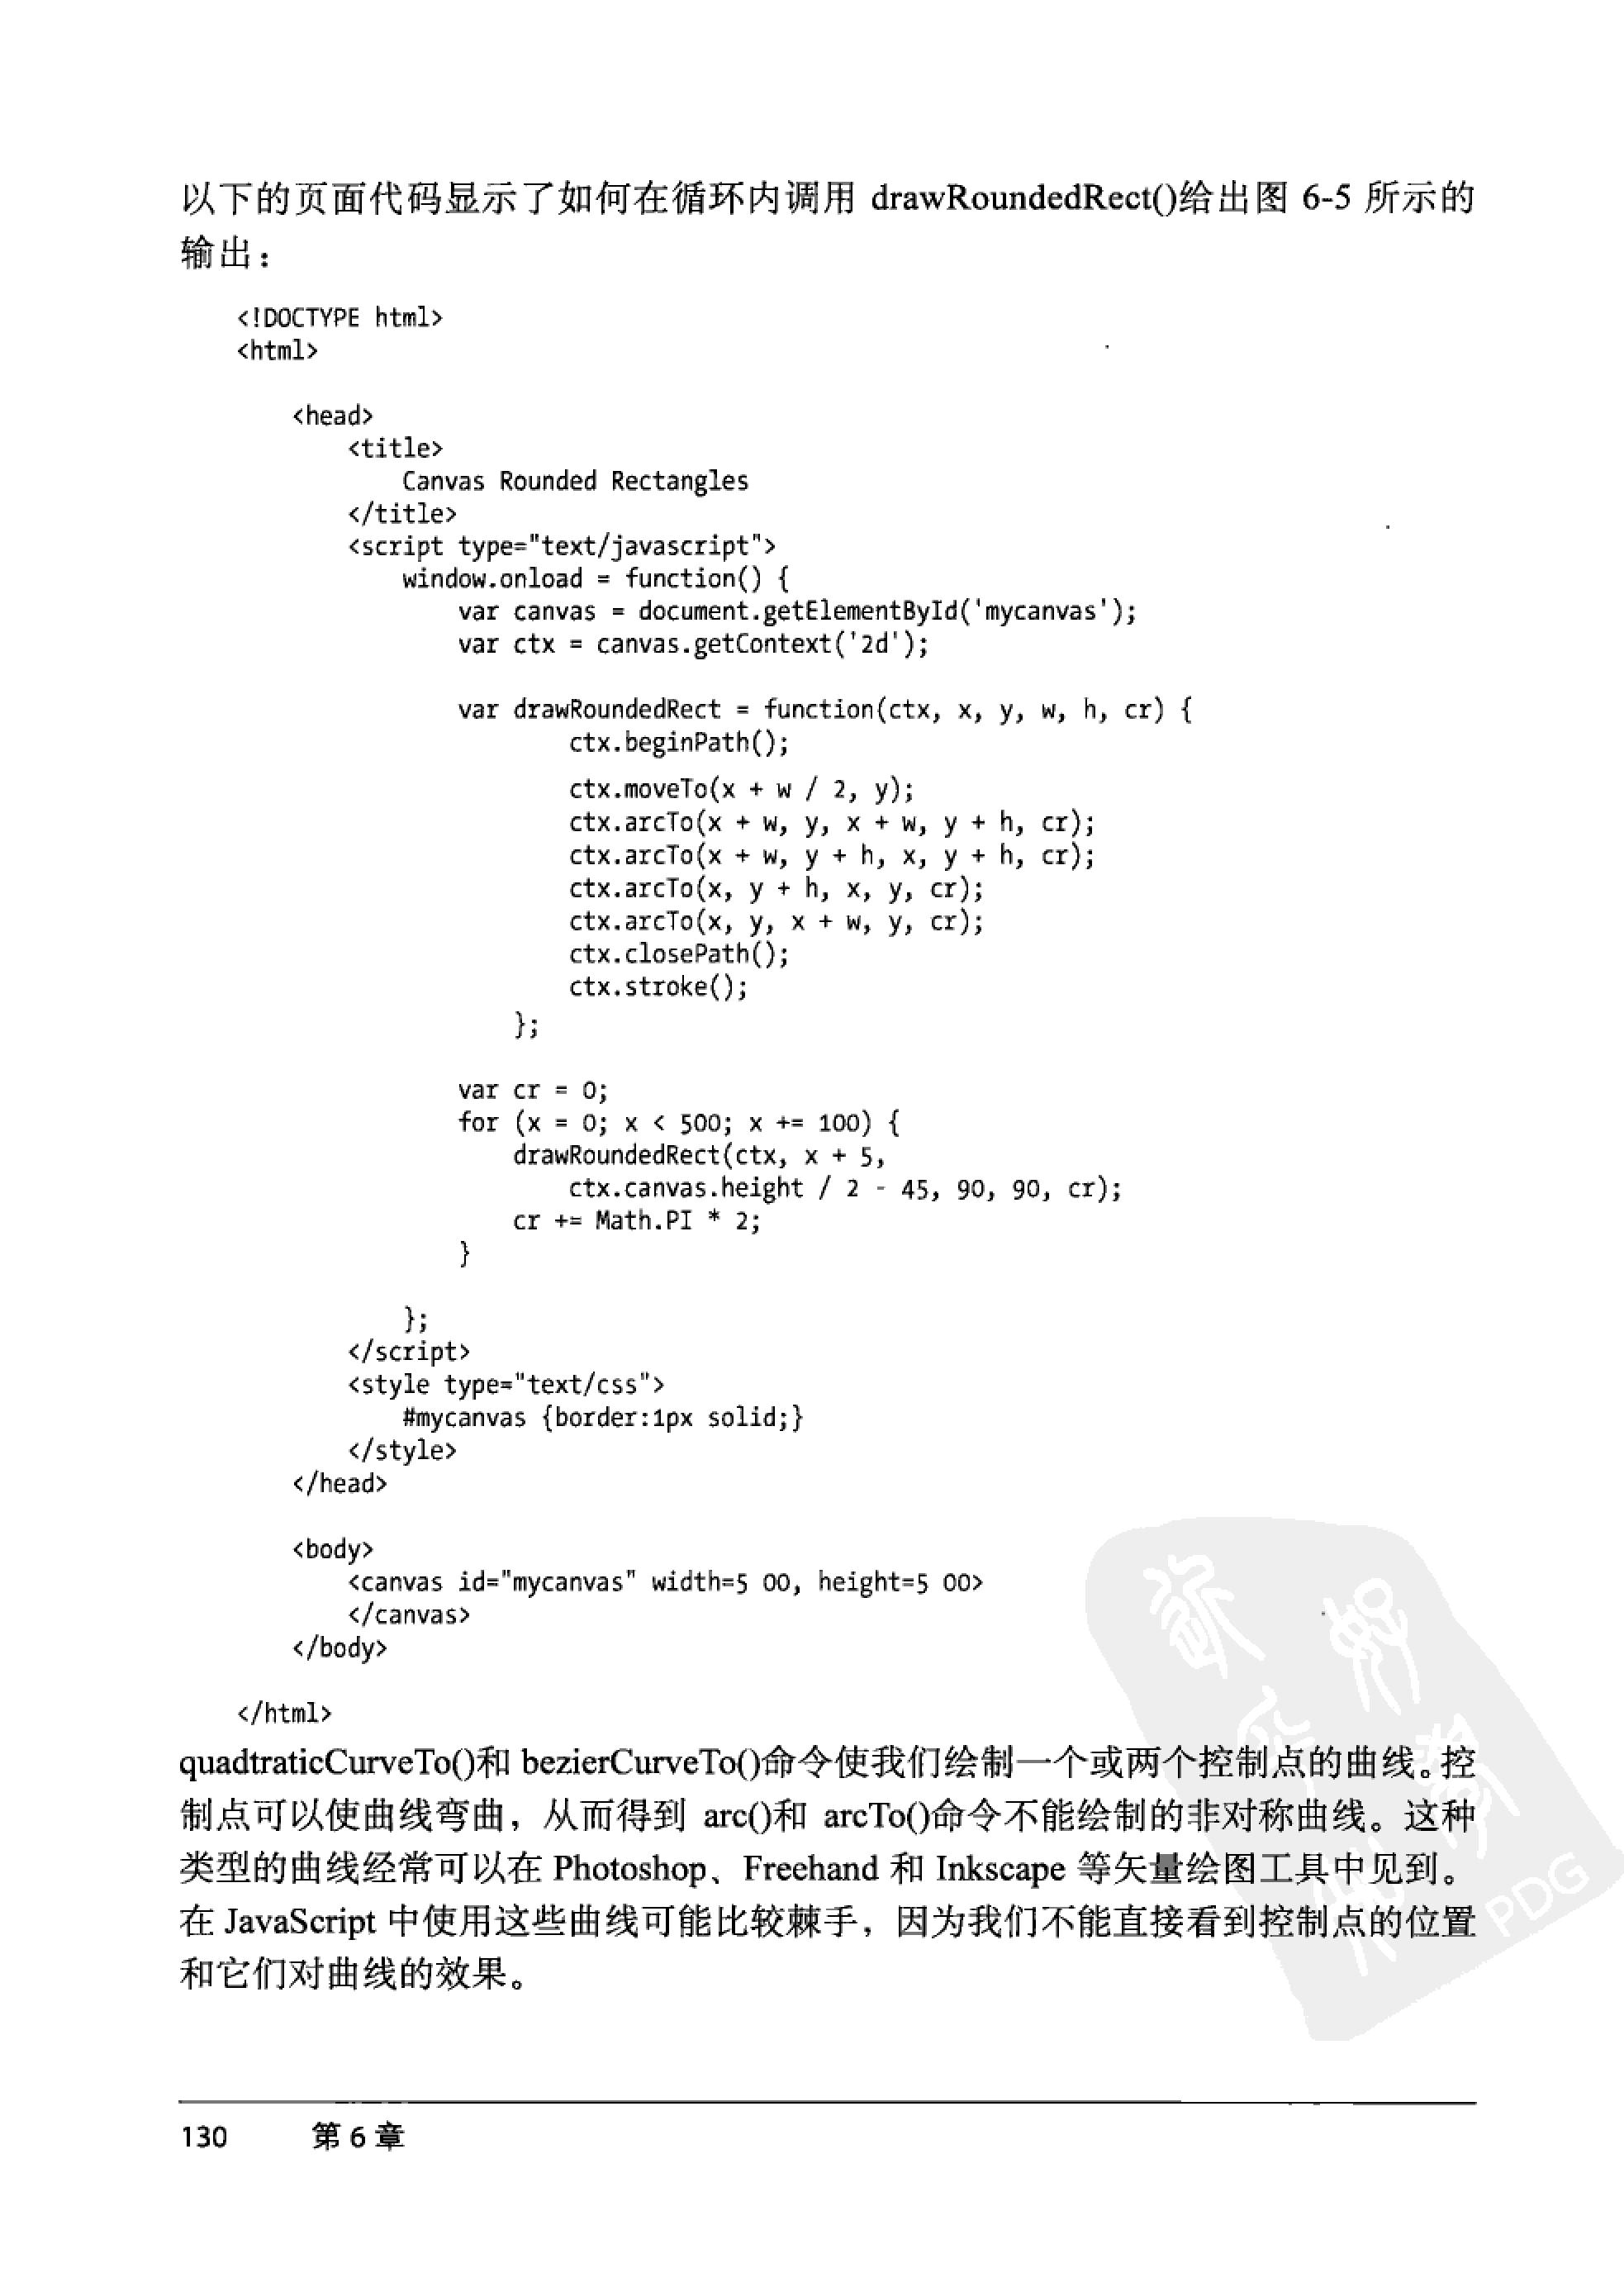 以下的页面代码显示了如何在循环内调用 drawRoundedRect()给出图 6-5 所示的
输出：
<!DOCTYPE html>
<html>
<head>
<title>
Canvas Rounded Rectangles
</title>
<script type="text/javascript">
window.onload = function() {
var canvas = document.getElementById('mycanvas');
var ctx = canvas.getContext('2d');
var drawRoundedRect = function(ctx, x, y, w, h, cr) {
ctx.beginPath();
ctx.moveTo(x + w / 2, y);
ctx.arcTo(x + w, y, x + w, y + h, cr);
ctx.arcTo(x + w, y + h, x, y + h, cr);
ctx.arcTo(x, y + h, x, y, cr);
ctx.arcTo(x, y, x + w, y, cr);
ctx.closePath();
ctx.stroke();
};
var cr = 0;
for (x = 0; x < 500; x += 100) {
drawRoundedRect(ctx, x + 5,
ctx.canvas.height / 2 - 45, 90, 90, cr);
cr += Math.PI * 2;
}
};
</script>
<style type="text/css">
#mycanvas {border:1px solid;}
</style>
</head>
<body>
<canvas id="mycanvas" width=5 00, height=5 00>
</canvas>
</body>
</html>
quadtraticCurveTo()和 bezierCurveTo()命令使我们绘制一个或两个控制点的曲线。控
制点可以使曲线弯曲，从而得到 arc()和 arcTo()命令不能绘制的非对称曲线。这种
类型的曲线经常可以在 Photoshop、Freehand 和 Inkscape 等矢量绘图工具中见到。
在 JavaScript 中使用这些曲线可能比较棘手，因为我们不能直接看到控制点的位置
和它们对曲线的效果。
PDG
130 第 6 章